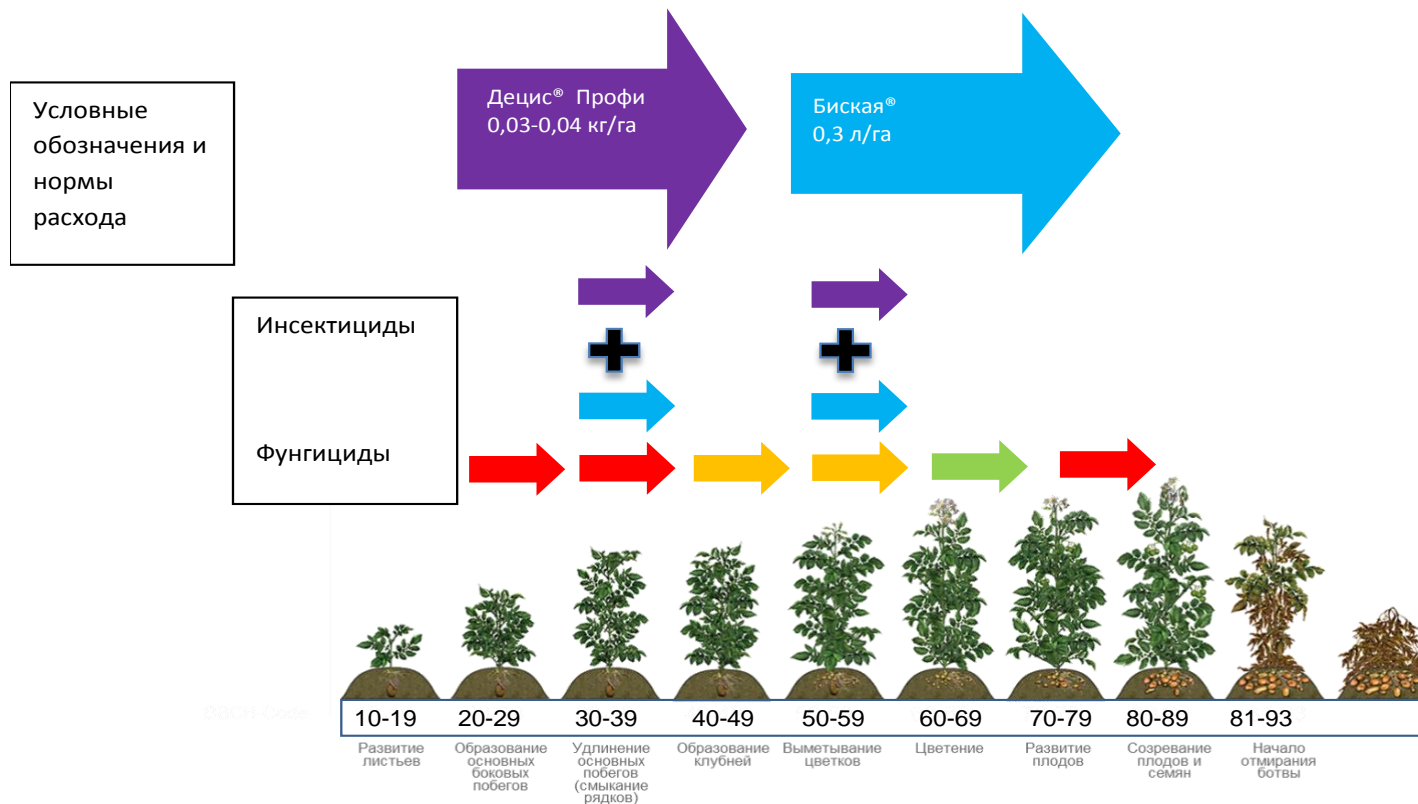 Условные
обозначения и
нормы
расхода
Децис® Профи
0,03-0,04 кг/га
Биская®
0,3 л/га
Инсектициды
Фунгициды
10-19
20-29
30-39
40-49
50-59
60-69
70-79
80-89
81-93
Развитие
листьев
Образование
основных
боковых
побегов
Удлинение
основных
побегов
(смыкание
рядков)
Образование
клубней
Выметывание
цветков
Цветение
Развитие
плодов
Созревание
плодов и
семян
Начало
отмирания
ботвы